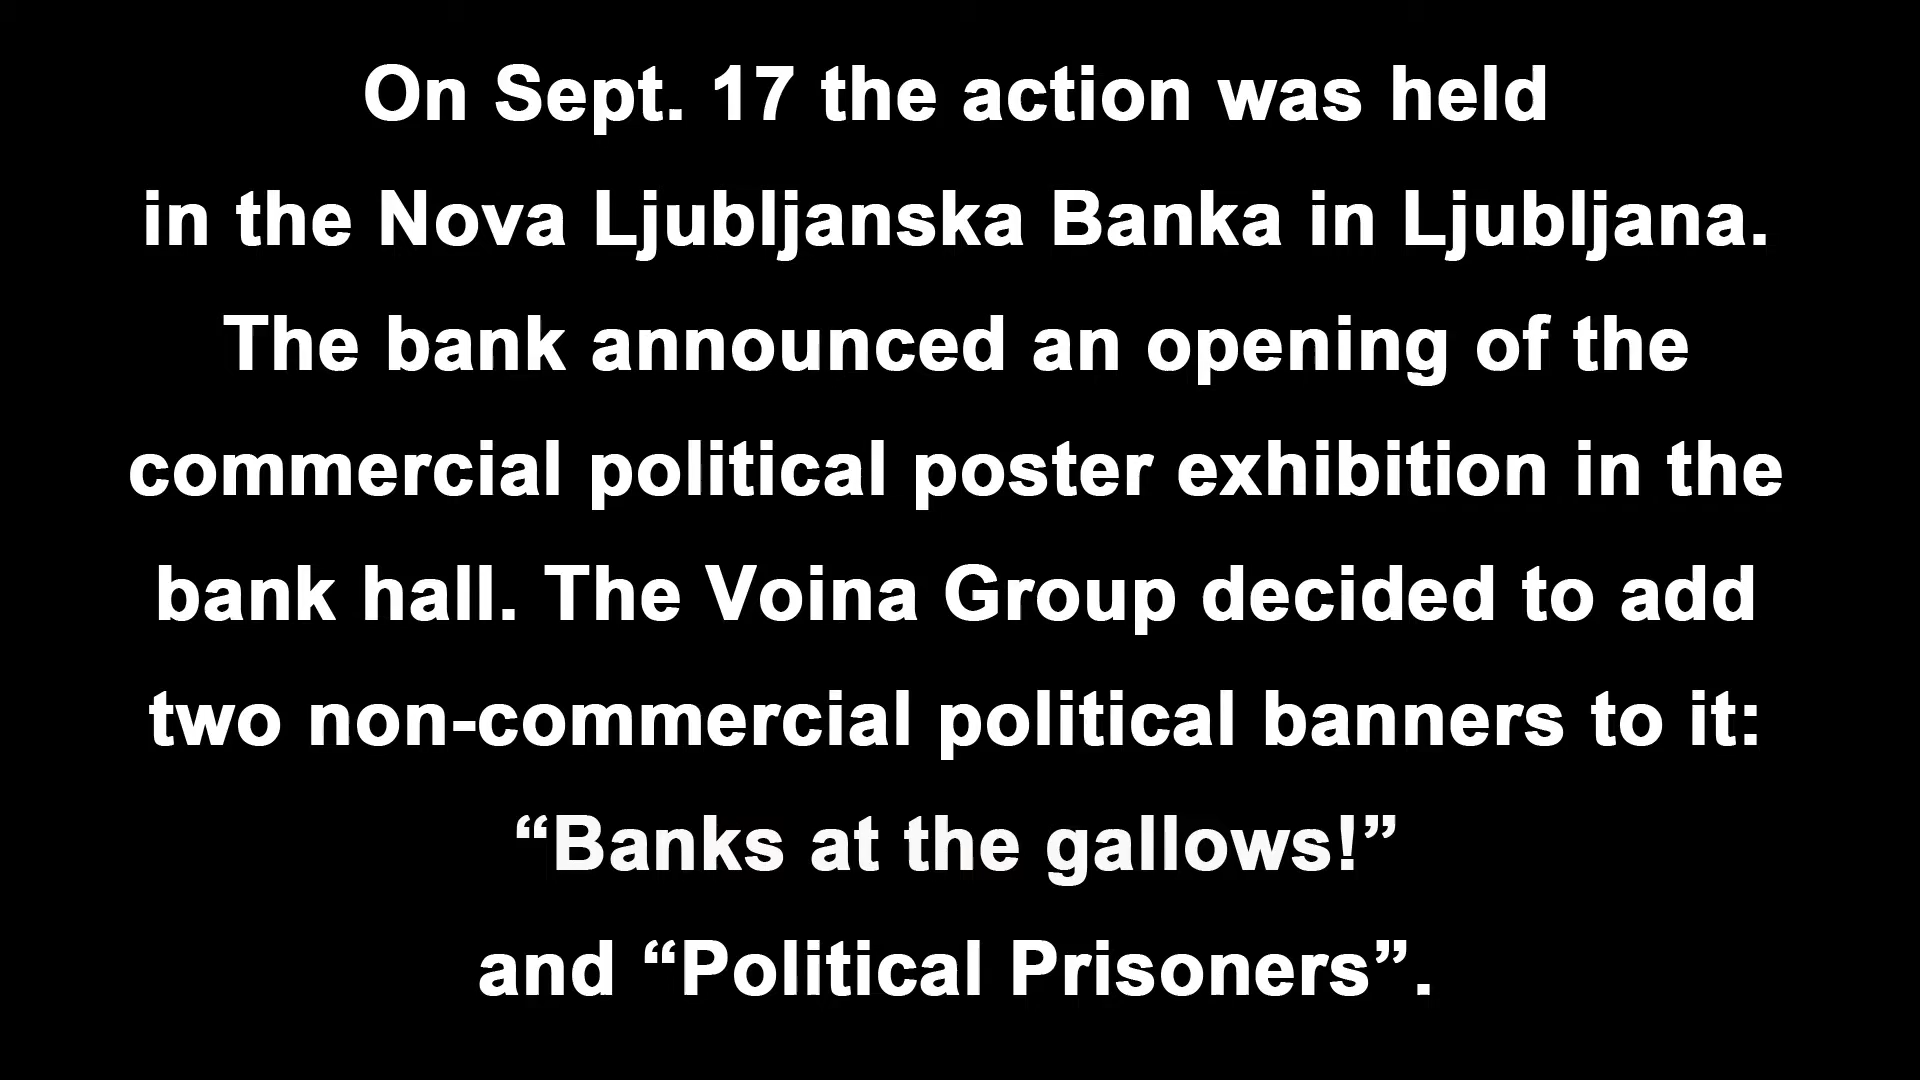 On Sept. 17 the action was held
in the Nova Ljubljanska Banka in Ljubljana.
The bank announced an opening of the
commercial political poster exhibition in the
bank hall. The Voina Group decided to add
two non-commercial political banners to it:
“Banks at the gallows!”
and “Political Prisoners”.